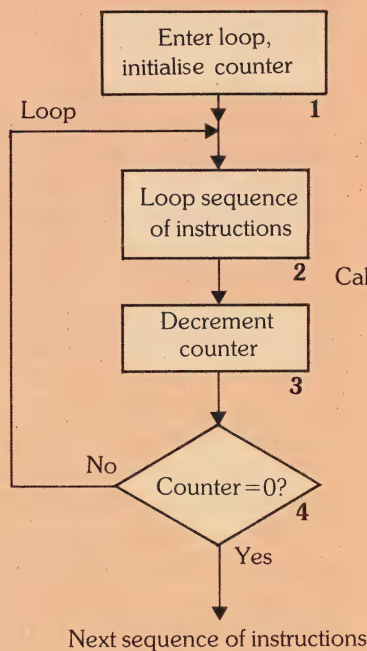 Enter loop,
initialise counter
1
Loop
Loop sequence
of instructions
2
Cal
Decrement
counter
3
No
Counter=0?
4
Yes
Next sequence of instructions